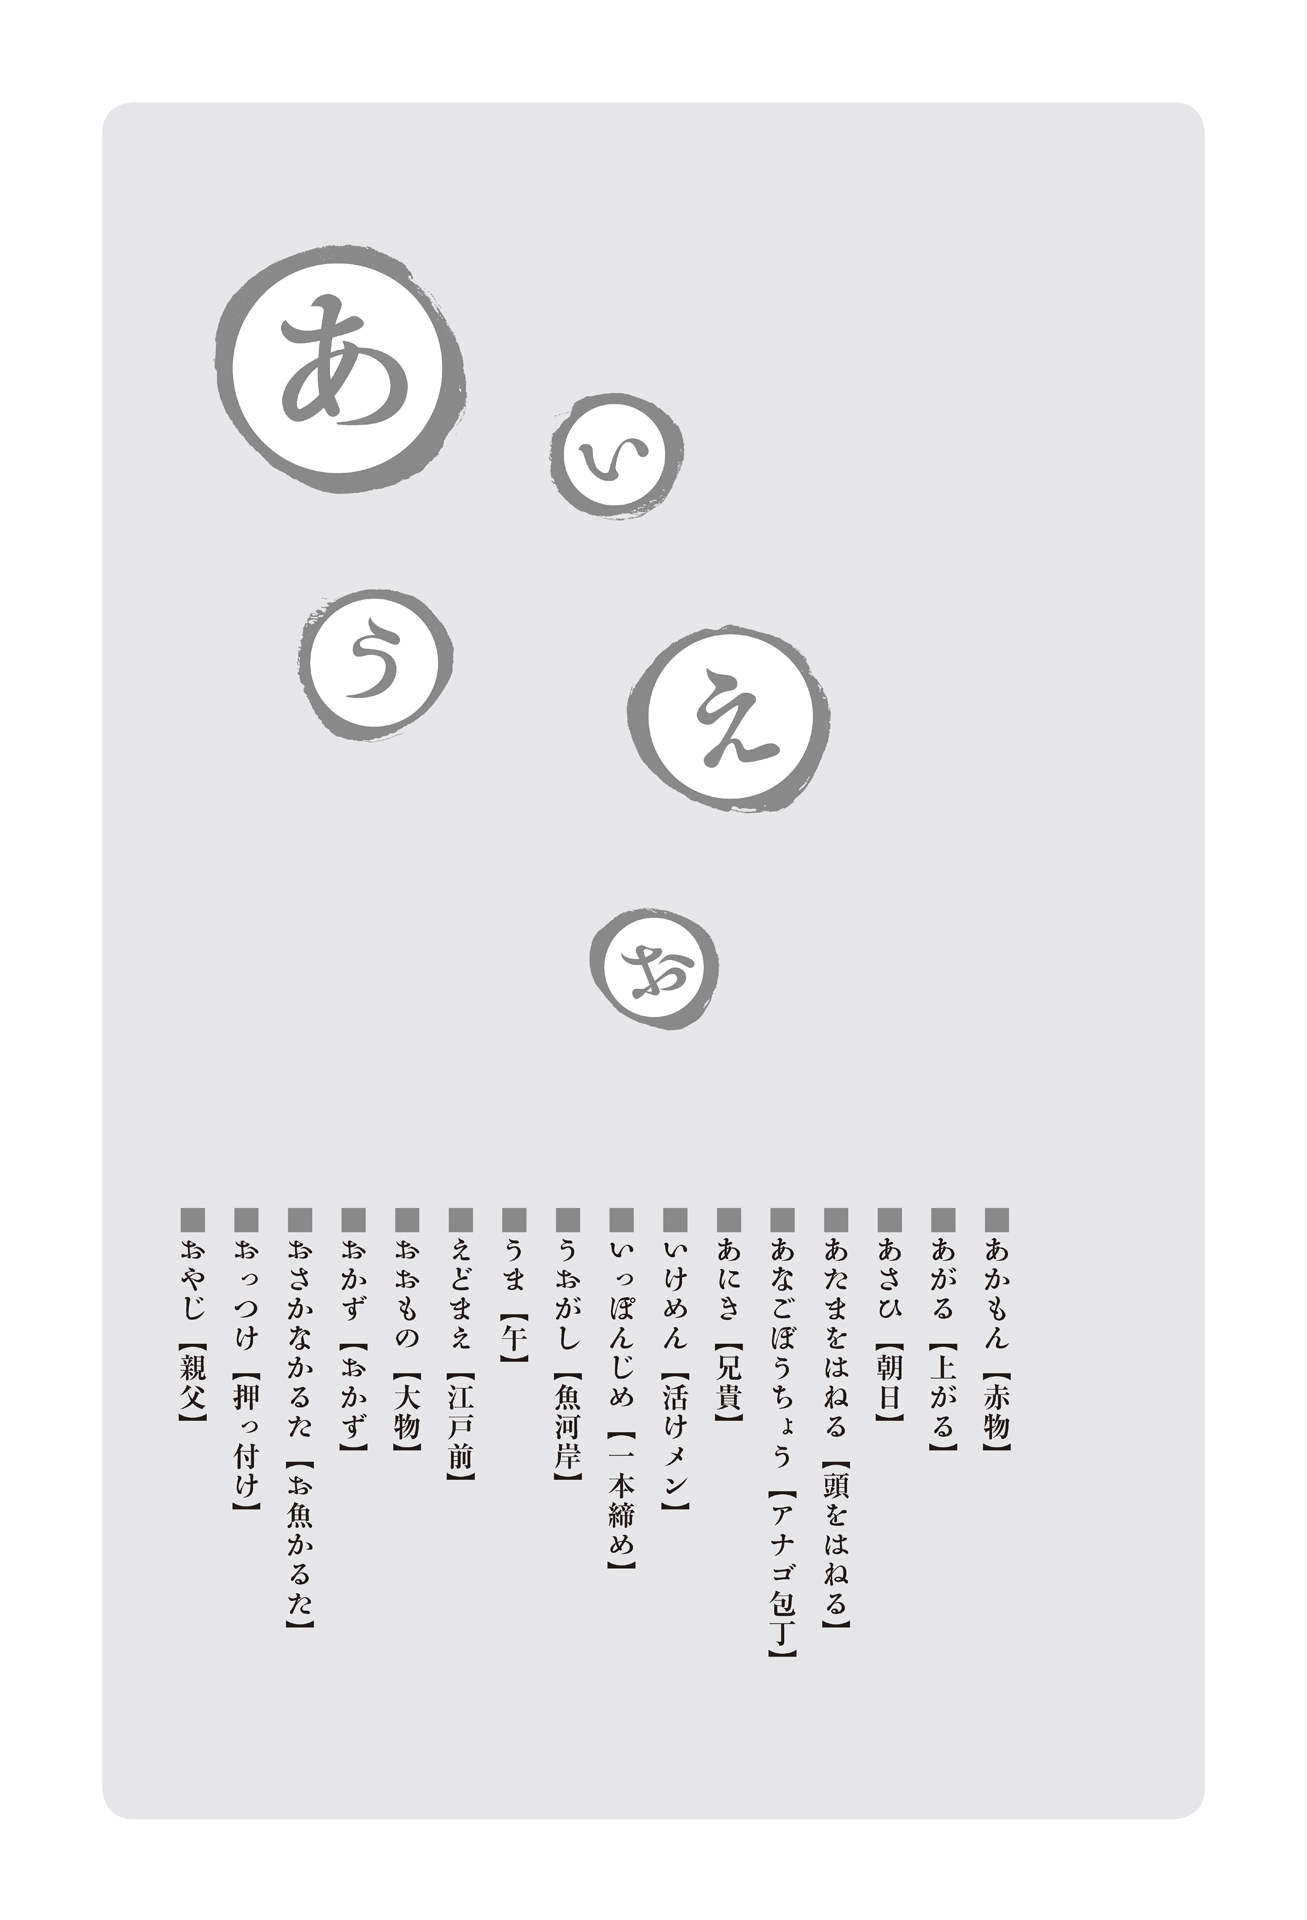 あ
い
う
え
お
■あかもん【赤物】
■あがる【上がる】
■あさひ【朝日】
■あたまをはねる【頭をはねる】
■あなごぼうちょう【アナゴ包丁】
■あにき【兄貴】
■いけめん【活けメン】
■いっぽんじめ【一本締め】
■うおがし【魚河岸】
■うま【午】
■えどまえ【江戸前】
■おおもの【大物】
■おかず【おかず】
■おさかなかるた【お魚かるた】
■おっつけ【押っ付け】
■おやじ【親父】